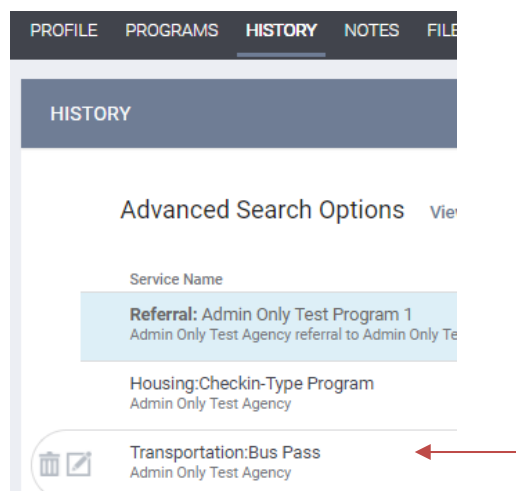 PROFILE PROGRAMS HISTORY NOTES
HISTORY
Advanced Search Options
Service Name
Referral: Admin Only Test Program 1
Admin Only Test Agency referral to Admin Only
Housing:Checkin-Type Program
Admin Only Test Agency
Transportation:Bus Pass
Admin Only Test Agency